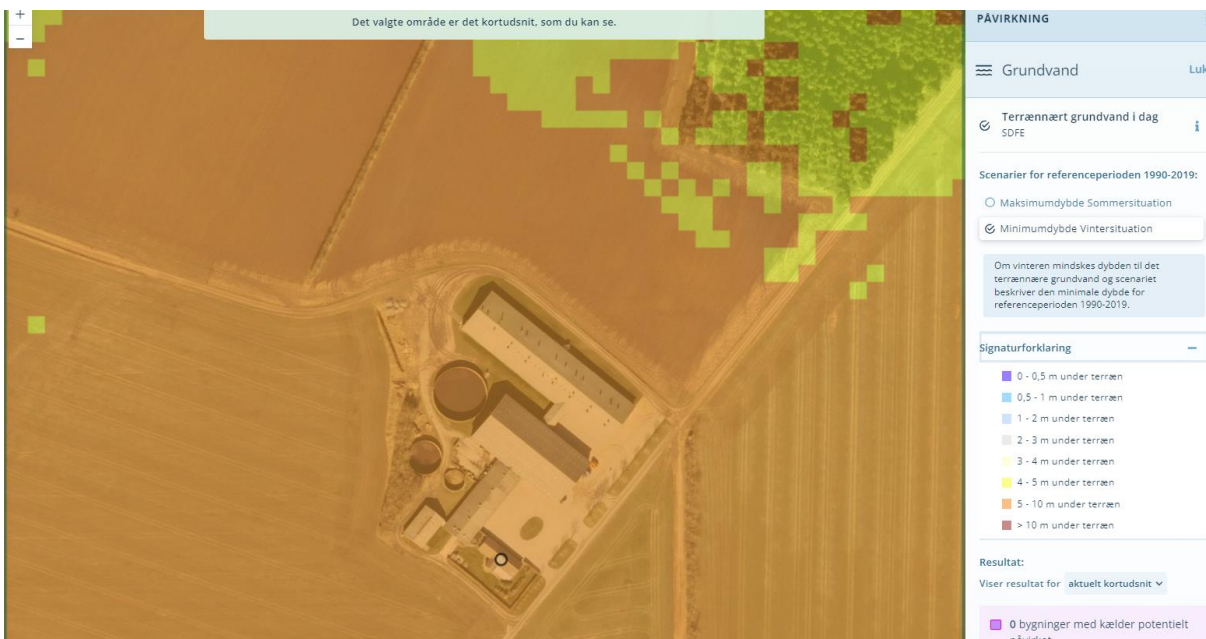 +
Det valgte område er det kortudsnit, som du kan se.
−
PÅVIRKNING
Grundvand
Luk
Terrænnært grundvand i dag
SDFE
i
Scenarier for referenceperioden 1990-2019:
Maksimumdybde Sommersituation
Minimumdybde Vintersituation
Om vinteren mindskes dybden til det
terrænnære grundvand og scenariet
beskriver den minimale dybde for
referenceperioden 1990-2019.
Signaturforklaring −
0 - 0,5 m under terræn
0,5 - 1 m under terræn
1 - 2 m under terræn
2 - 3 m under terræn
3 - 4 m under terræn
4 - 5 m under terræn
5 - 10 m under terræn
> 10 m under terræn
Resultat:
Viser resultat for aktuelt kortudsnit
0 bygninger med kælder potentielt
påvirket